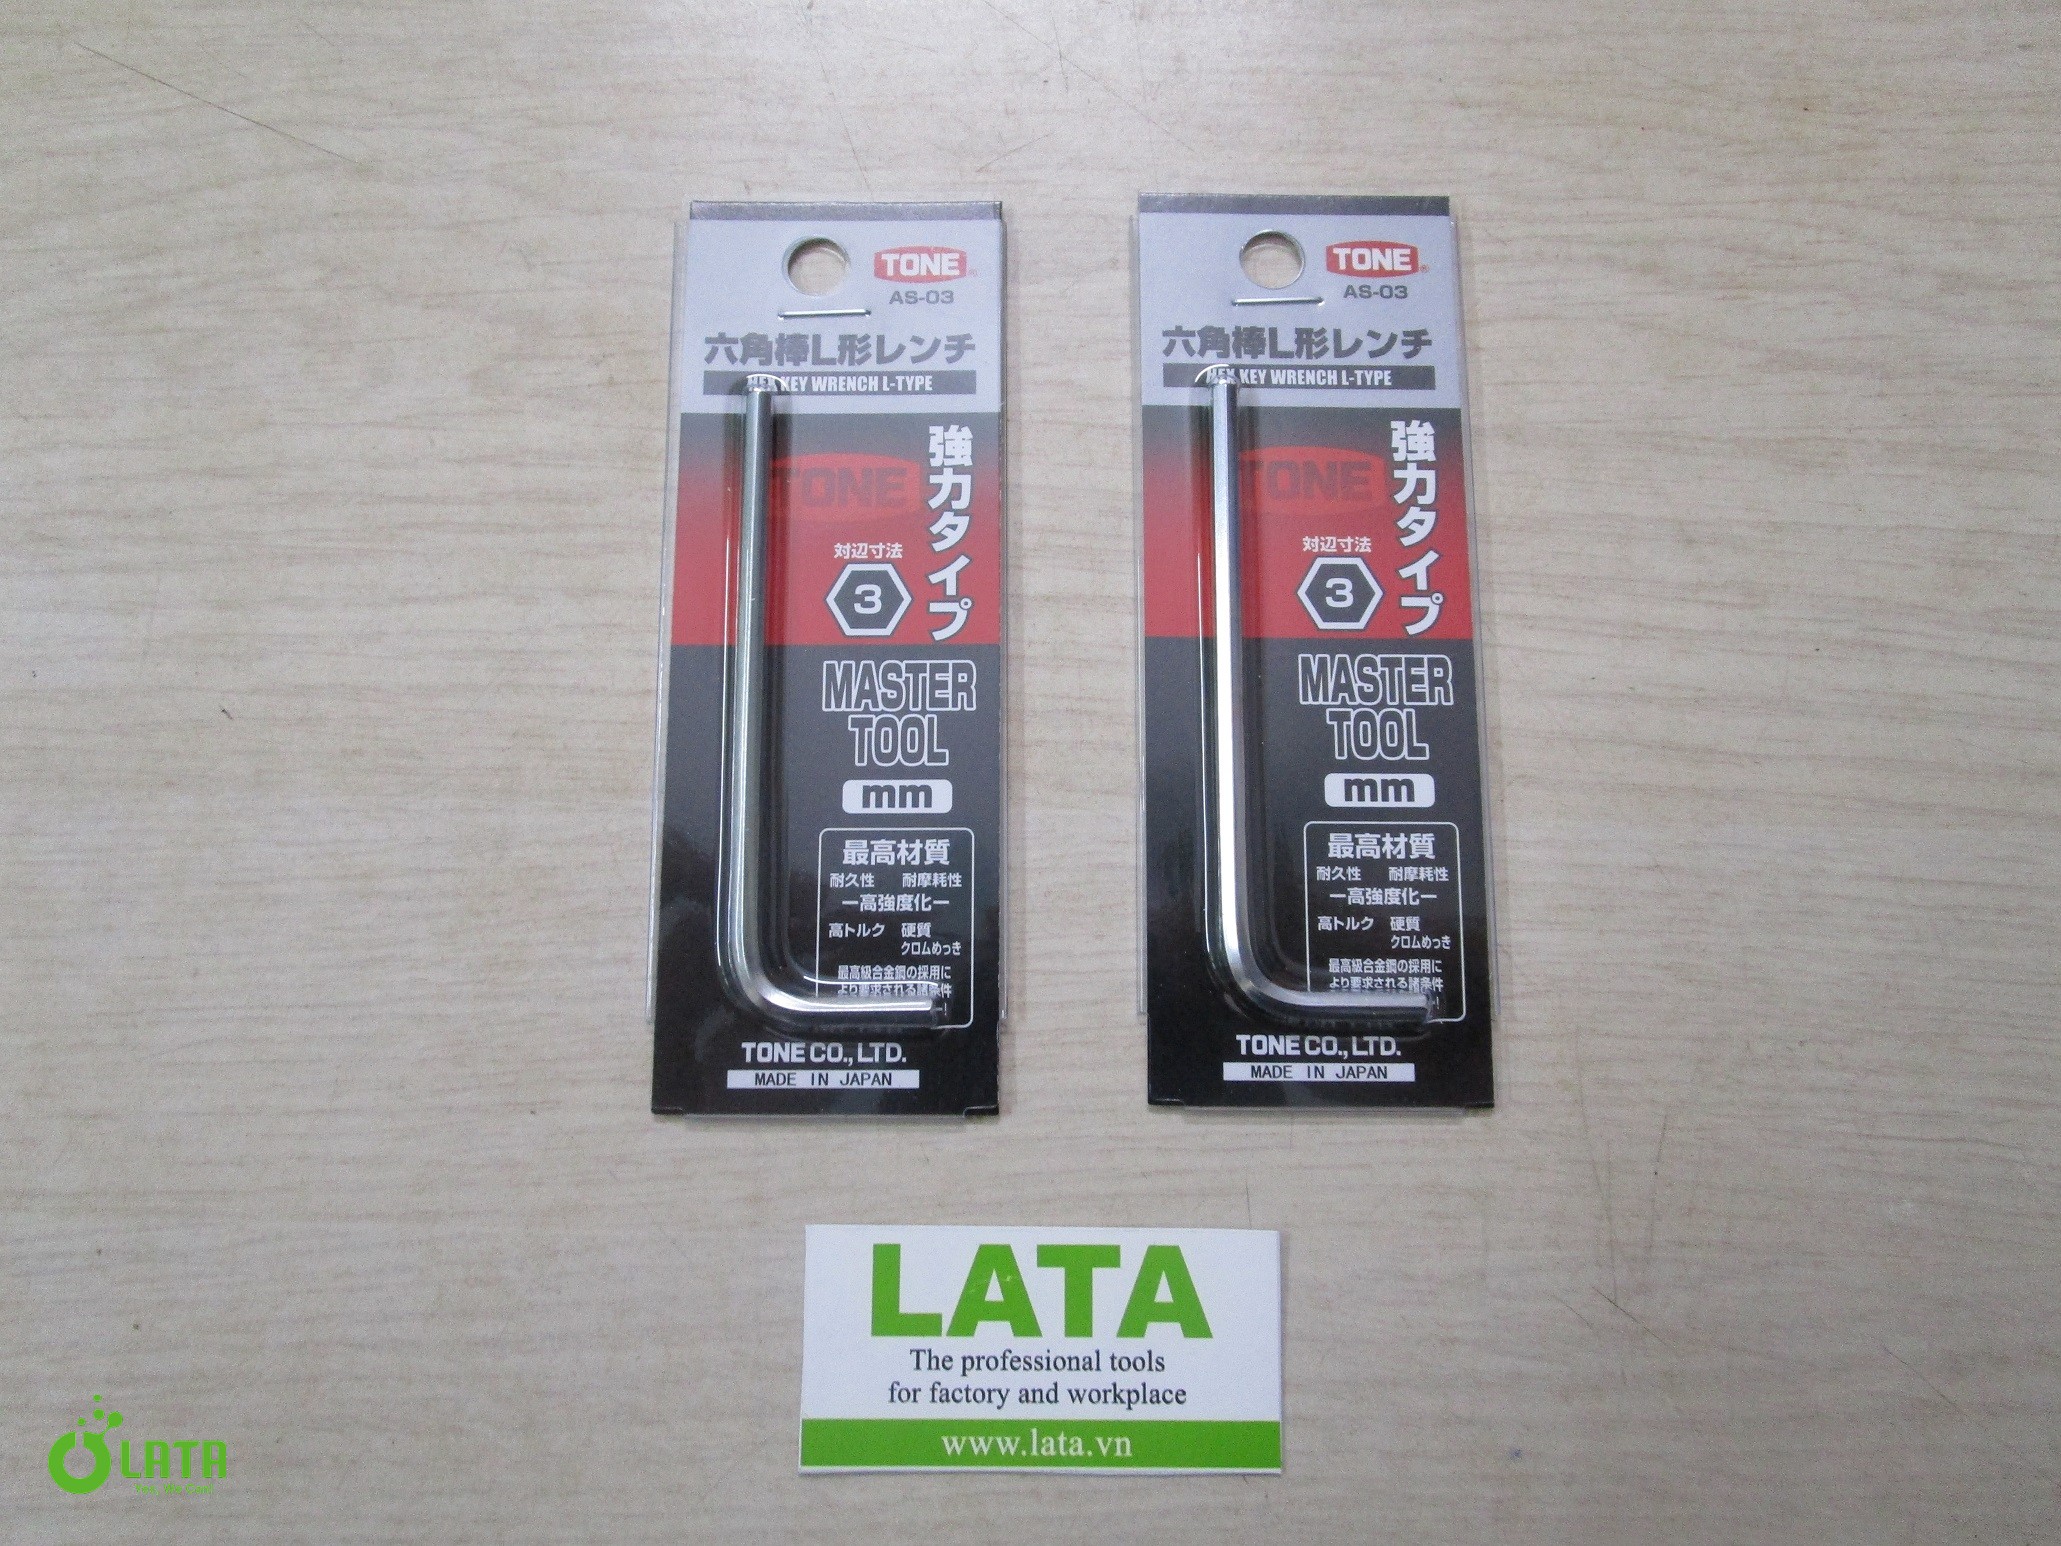 TONE
AS-03
六角棒L形レンチ
HEX KEY WRENCH L-TYPE
TONE
強力タイプ
対辺寸法
3
MASTER
TOOL
mm
最高材質
耐久性 耐摩耗性
ー高強度化ー
高トルク 硬質
クロムめっき
最高級合金鋼の採用に
より要求される諸条件
TONE CO., LTD.
MADE IN JAPAN
TONE
AS-03
六角棒L形レンチ
HEX KEY WRENCH L-TYPE
TONE
強力タイプ
対辺寸法
3
MASTER
TOOL
mm
最高材質
耐久性 耐摩耗性
ー高強度化ー
高トルク 硬質
クロムめっき
最高級合金鋼の採用に
より要求される諸条件
TONE CO., LTD.
MADE IN JAPAN
LATA
The professional tools
for factory and workplace
www.lata.vn
LATA